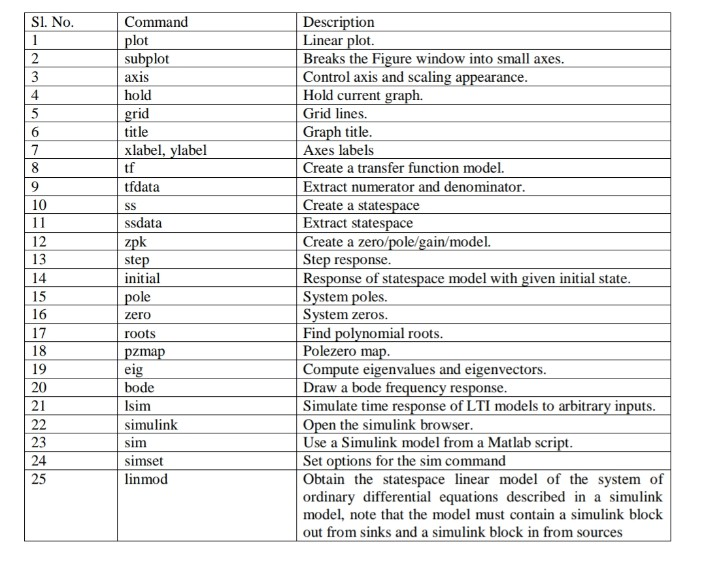 Sl. No. Command Description
1 plot Linear plot.
2 subplot Breaks the Figure window into small axes.
3 axis Control axis and scaling appearance.
4 hold Hold current graph.
5 grid Grid lines.
6 title Graph title.
7 xlabel, ylabel Axes labels
8 tf Create a transfer function model.
9 tfdata Extract numerator and denominator.
10 ss Create a statespace
11 ssdata Extract statespace
12 zpk Create a zero/pole/gain/model.
13 step Step response.
14 initial Response of statespace model with given initial state.
15 pole System poles.
16 zero System zeros.
17 roots Find polynomial roots.
18 pzmap Polezero map.
19 eig Compute eigenvalues and eigenvectors.
20 bode Draw a bode frequency response.
21 lsim Simulate time response of LTI models to arbitrary inputs.
22 simulink Open the simulink browser.
23 sim Use a Simulink model from a Matlab script.
24 simset Set options for the sim command
25 linmod Obtain the statespace linear model of the system of
ordinary differential equations described in a simulink
model, note that the model must contain a simulink block
out from sinks and a simulink block in from sources